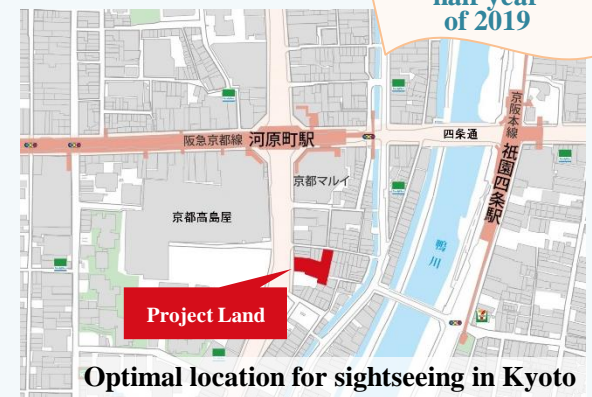 half year
of 2019
阪急京都線 河原町駅
四条通
京阪本線
祇園四条駅
京都マルイ
京都高島屋
鴨川
Project Land
Optimal location for sightseeing in Kyoto